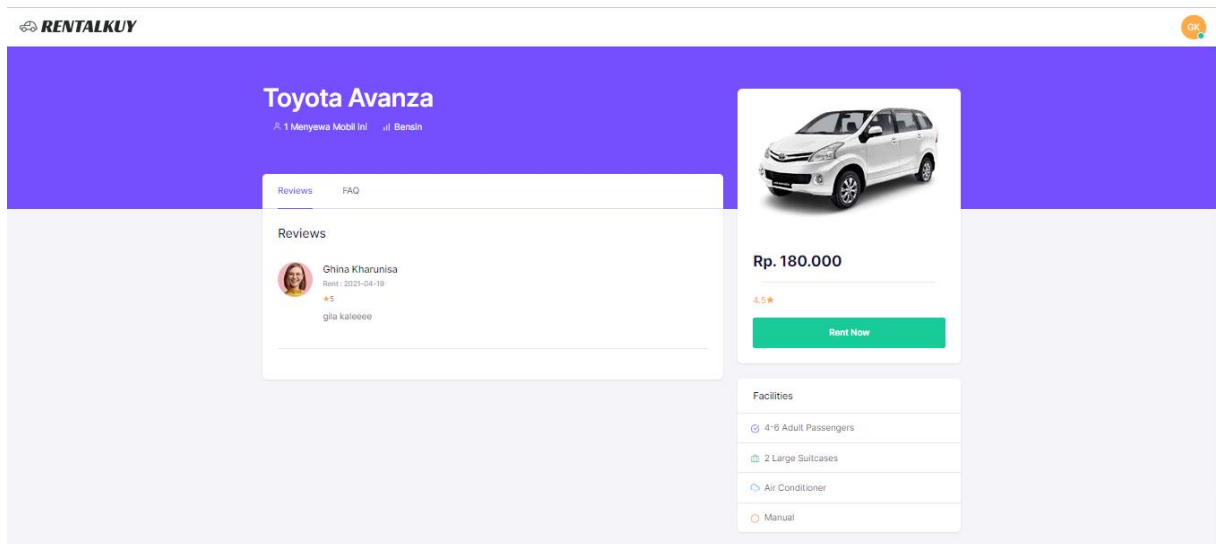 RENTALKUY
GK
Toyota Avanza
1 Menyewa Mobil Ini
Bensin
Reviews
FAQ
Reviews
Ghina Kharunisa
Rent : 2021-04-19
★5
gila kaleeee
Rp. 180.000
4.5★
Rent Now
Facilities
4-6 Adult Passengers
2 Large Suitcases
Air Conditioner
Manual